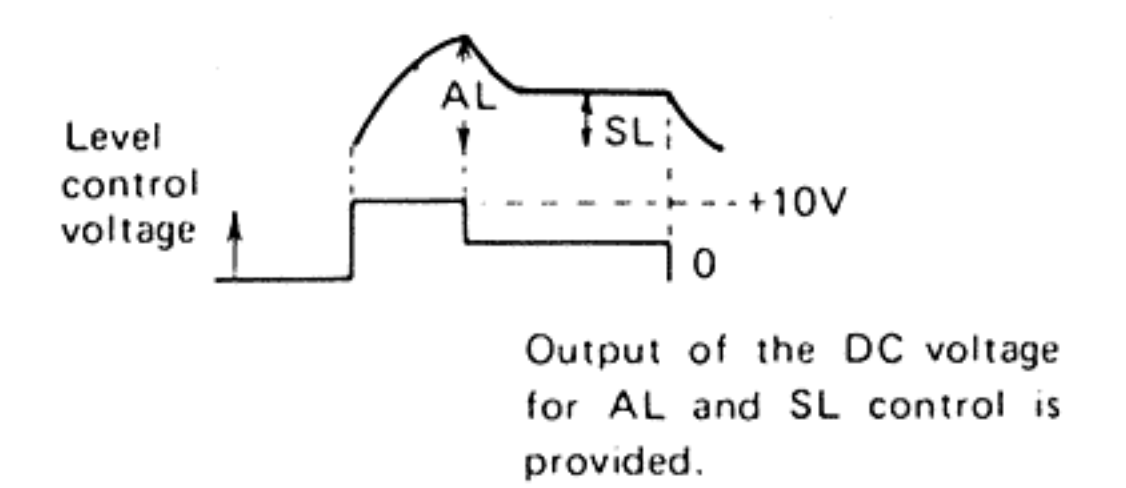 AL
SL
Level
control
voltage
+10V
0
Output of the DC voltage
for AL and SL control is
provided.